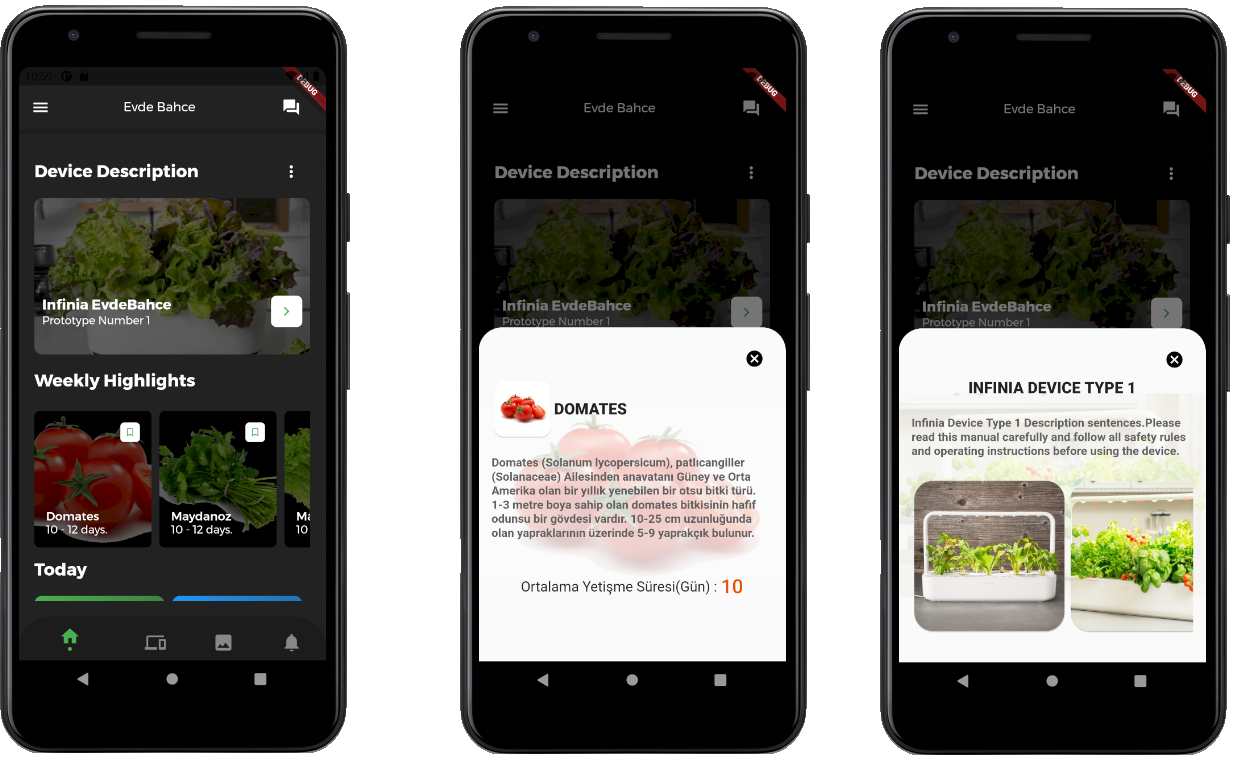 10:59
DEBUG
Evde Bahce
Device Description
Infinia EvdeBahce
Prototype Number 1
Weekly Highlights
Domates
10 - 12 days.
Maydanoz
10 - 12 days.
Ma
10
Today
DEBUG
Evde Bahce
Device Description
Infinia EvdeBahce
Prototype Number 1
DOMATES
Domates (Solanum lycopersicum), patlıcangiller
(Solanaceae) Ailesinden anavatanı Güney ve Orta
Amerika olan bir yıllık yenebilen bir otsu bitki türü.
1-3 metre boya sahip olan domates bitkisinin hafif
odunsu bir gövdesi vardır. 10-25 cm uzunluğunda
olan yapraklarının üzerinde 5-9 yaprakçık bulunur.
Ortalama Yetişme Süresi(Gün) : 10
DEBUG
Evde Bahce
Device Description
Infinia EvdeBahce
Prototype Number 1
INFINIA DEVICE TYPE 1
Infinia Device Type 1 Description sentences.Please
read this manual carefully and follow all safety rules
and operating instructions before using the device.